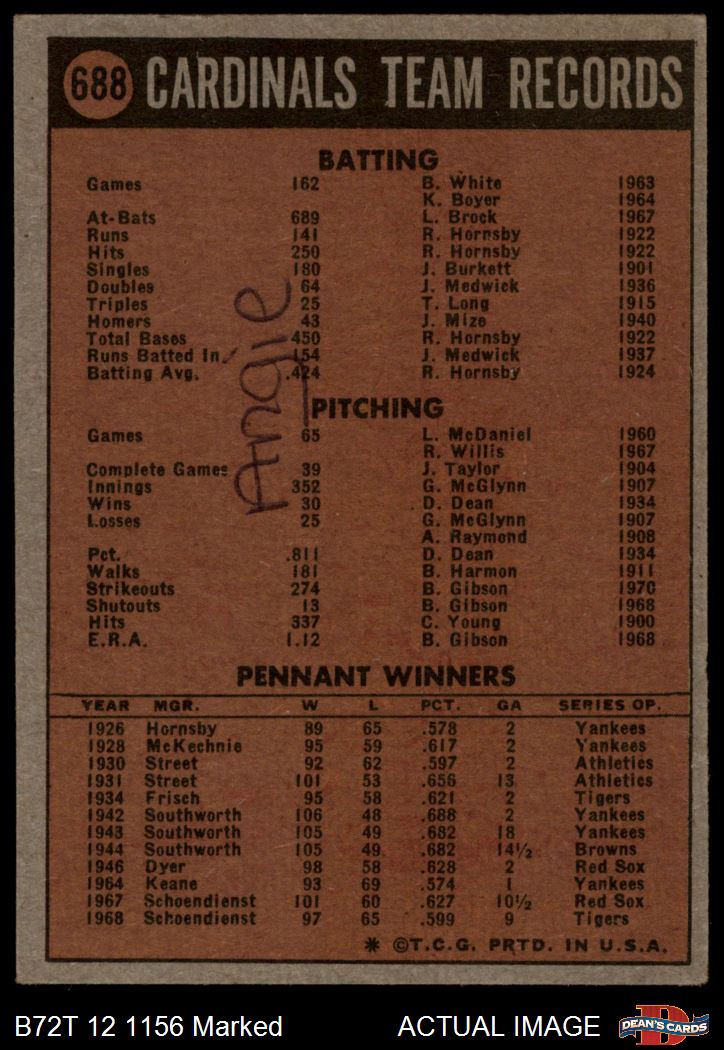 688 CARDINALS TEAM RECORDS
BATTING
Games 162 B. White 1963
K. Boyer 1964
At-Bats 689 L. Brock 1967
Runs 141 R. Hornsby 1922
Hits 250 R. Hornsby 1922
Singles 180 J. Burkett 1901
Doubles 64 J. Medwick 1936
Triples 25 T. Long 1915
Homers 43 J. Mize 1940
Total Bases 450 R. Hornsby 1922
Runs Batted In 154 J. Medwick 1937
Batting Avg. .424 R. Hornsby 1924
Angie
PITCHING
Games 65 L. McDaniel 1960
R. Willis 1967
Complete Games 39 J. Taylor 1904
Innings 352 G. McGlynn 1907
Wins 30 D. Dean 1934
Losses 25 G. McGlynn 1907
A. Raymond 1908
Pct. .811 D. Dean 1934
Walks 181 B. Harmon 1911
Strikeouts 274 B. Gibson 1970
Shutouts 13 B. Gibson 1968
Hits 337 C. Young 1900
E.R.A. 1.12 B. Gibson 1968
PENNANT WINNERS
YEAR MGR. W L PCT. GA SERIES OP.
1926 Hornsby 89 65 .578 2 Yankees
1928 McKechnie 95 59 .617 2 Yankees
1930 Street 92 62 .597 2 Athletics
1931 Street 101 53 .656 13 Athletics
1934 Frisch 95 58 .621 2 Tigers
1942 Southworth 106 48 .688 2 Yankees
1943 Southworth 105 49 .682 18 Yankees
1944 Southworth 105 49 .682 14½ Browns
1946 Dyer 98 58 .628 2 Red Sox
1964 Keane 93 69 .574 1 Yankees
1967 Schoendienst 101 60 .627 10½ Red Sox
1968 Schoendienst 97 65 .599 9 Tigers
* ©T.C.G. PRTD. IN U.S.A.
B72T 12 1156 Marked ACTUAL IMAGE DEAN'S CARDS